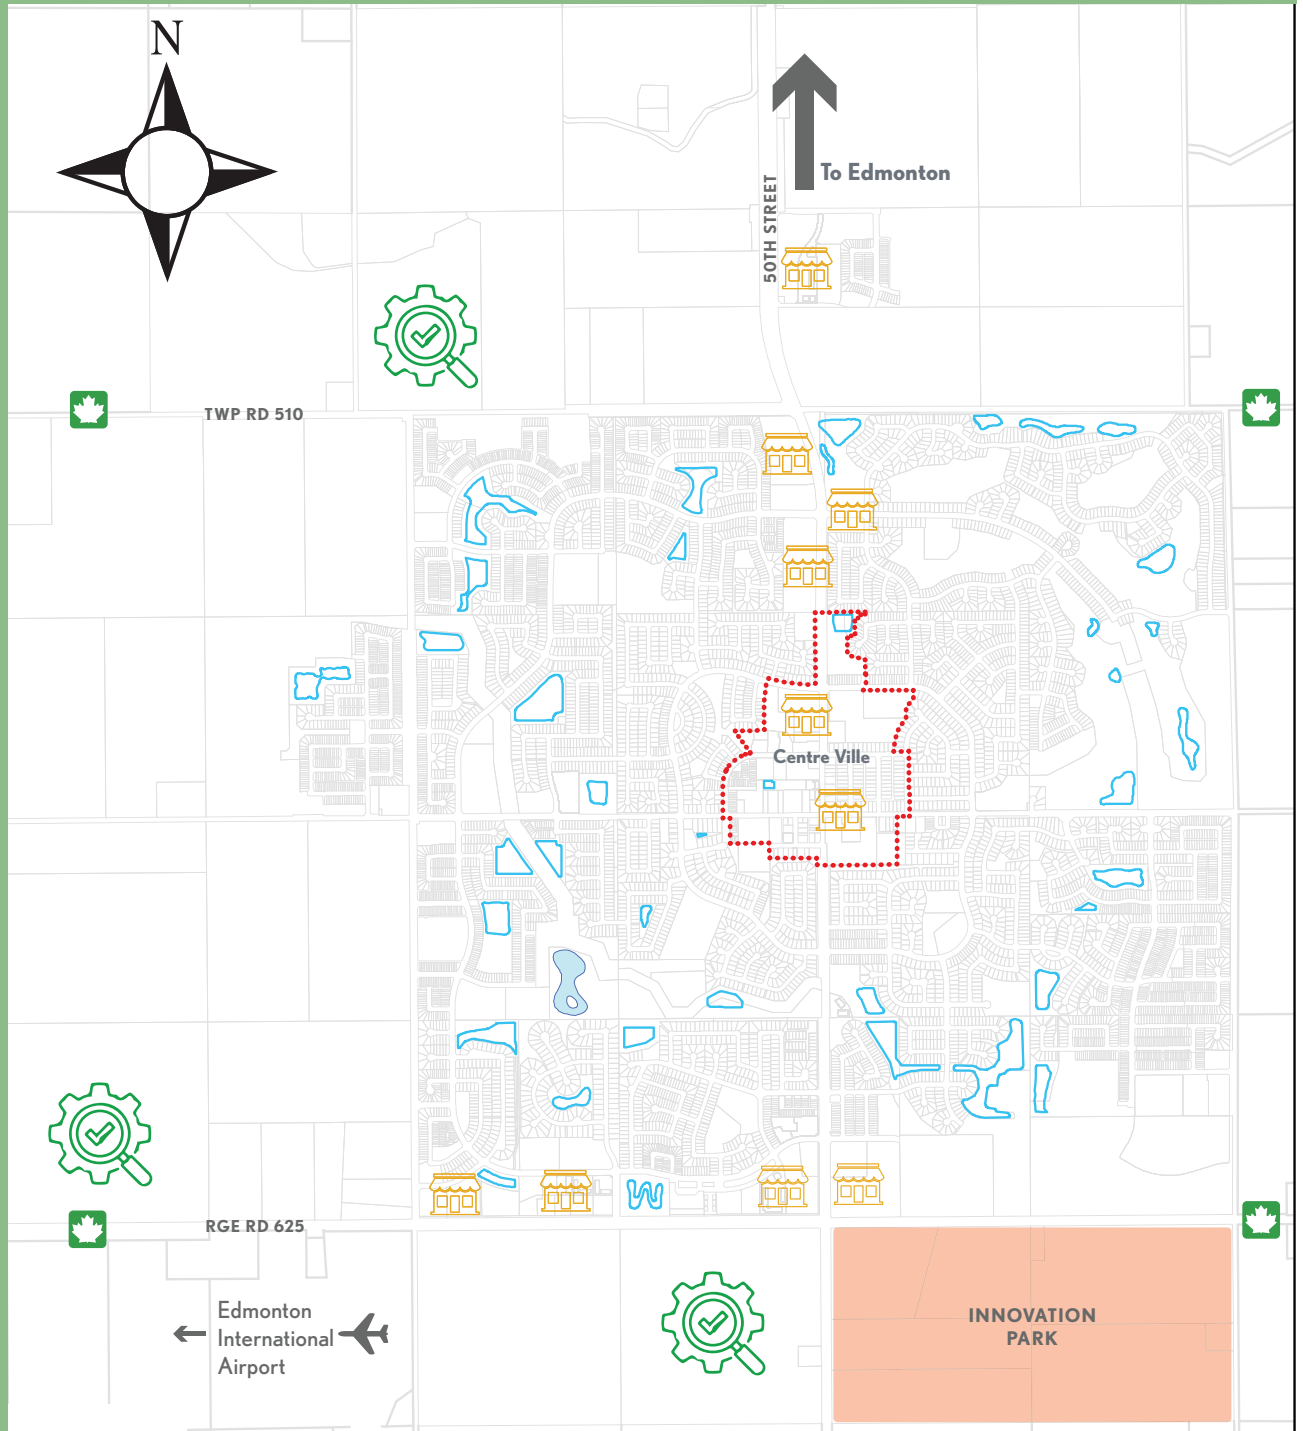 N
To Edmonton
50TH STREET
TWP RD 510
Centre Ville
RGE RD 625
Edmonton
International
Airport
INNOVATION
PARK